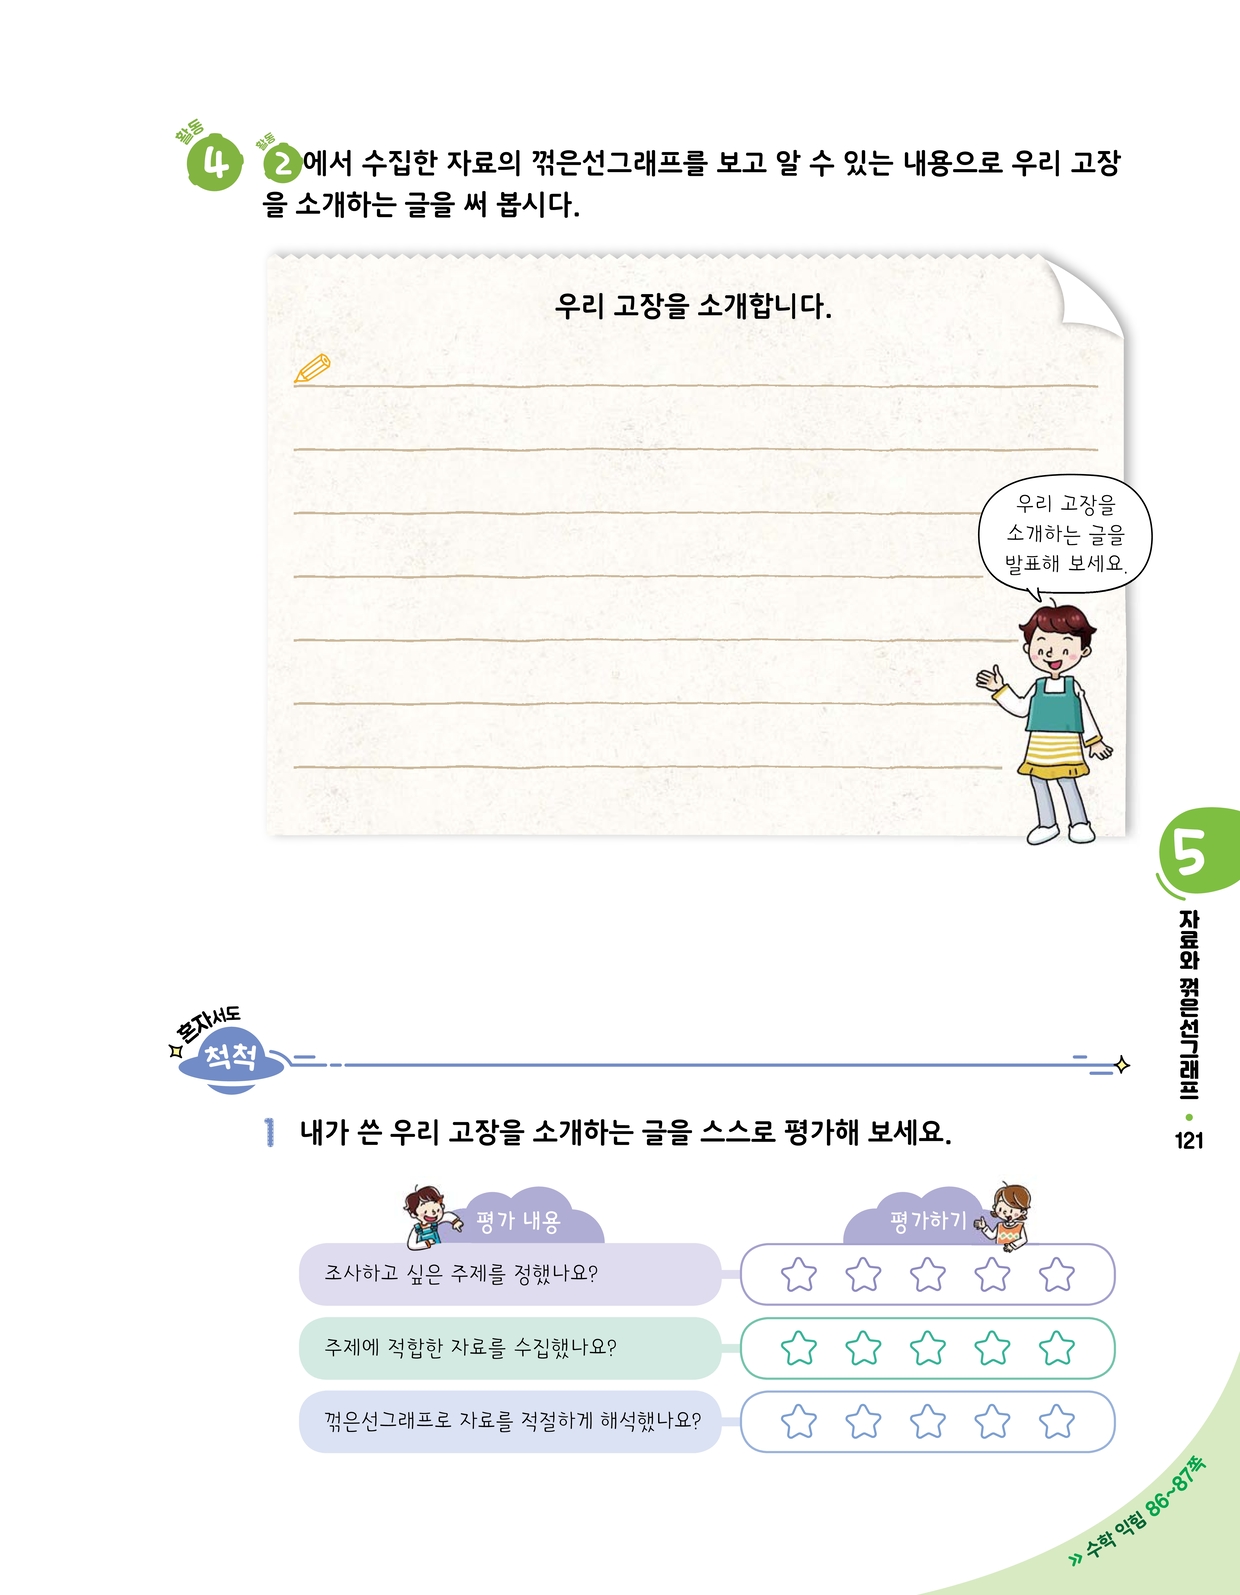 활동
4
활동
2에서 수집한 자료의 꺾은선그래프를 보고 알 수 있는 내용으로 우리 고장
을 소개하는 글을 써 봅시다.
우리 고장을 소개합니다.
우리 고장을
소개하는 글을
발표해 보세요.
5
자료와 꺾은선그래프
121
혼자서도
척척
1 내가 쓴 우리 고장을 소개하는 글을 스스로 평가해 보세요.
평가 내용
평가하기
조사하고 싶은 주제를 정했나요?
주제에 적합한 자료를 수집했나요?
꺾은선그래프로 자료를 적절하게 해석했나요?
» 수학 익힘 86~87쪽